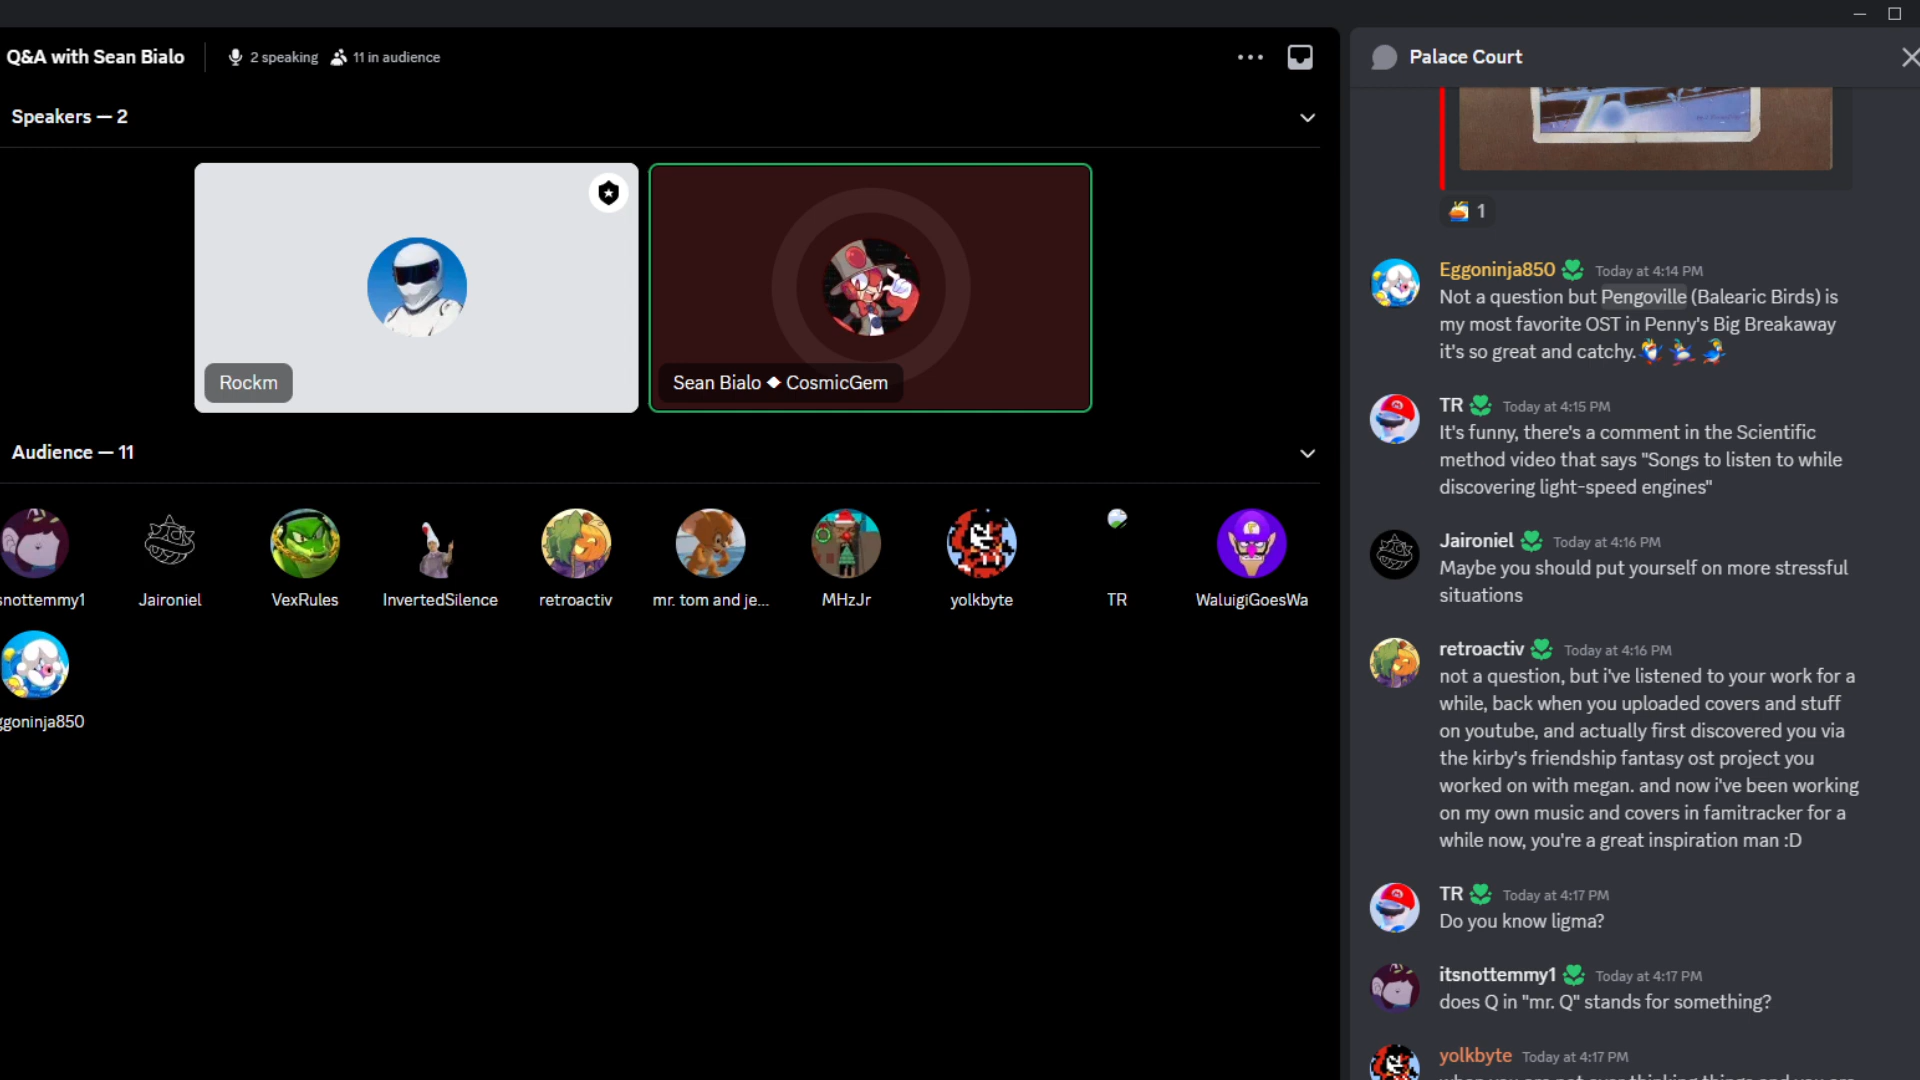 Q&A with Sean Bialo
2 speaking
11 in audience
Speakers — 2
Rockm
Sean Bialo ◆ CosmicGem
Audience — 11
snottemmy1
Jaironiel
VexRules
InvertedSilence
retroactiv
mr. tom and je...
MHzJr
yolkbyte
TR
WaluigiGoesWa
ggoninja850
Palace Court
1
Eggoninja850 Today at 4:14 PM
Not a question but Pengoville (Balearic Birds) is
my most favorite OST in Penny's Big Breakaway
it's so great and catchy.
TR Today at 4:15 PM
It's funny, there's a comment in the Scientific
method video that says "Songs to listen to while
discovering light-speed engines"
Jaironiel Today at 4:16 PM
Maybe you should put yourself on more stressful
situations
retroactiv Today at 4:16 PM
not a question, but i've listened to your work for a
while, back when you uploaded covers and stuff
on youtube, and actually first discovered you via
the kirby's friendship fantasy ost project you
worked on with megan. and now i've been working
on my own music and covers in famitracker for a
while now, you're a great inspiration man :D
TR Today at 4:17 PM
Do you know ligma?
itsnottemmy1 Today at 4:17 PM
does Q in "mr. Q" stands for something?
yolkbyte Today at 4:17 PM